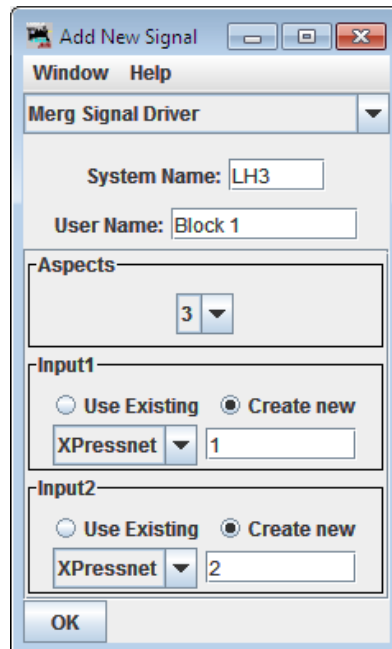 Add New Signal
Window Help
Merg Signal Driver
System Name: LH3
User Name: Block 1
Aspects
3
Input1
Use Existing Create new
XPressnet 1
Input2
Use Existing Create new
XPressnet 2
OK